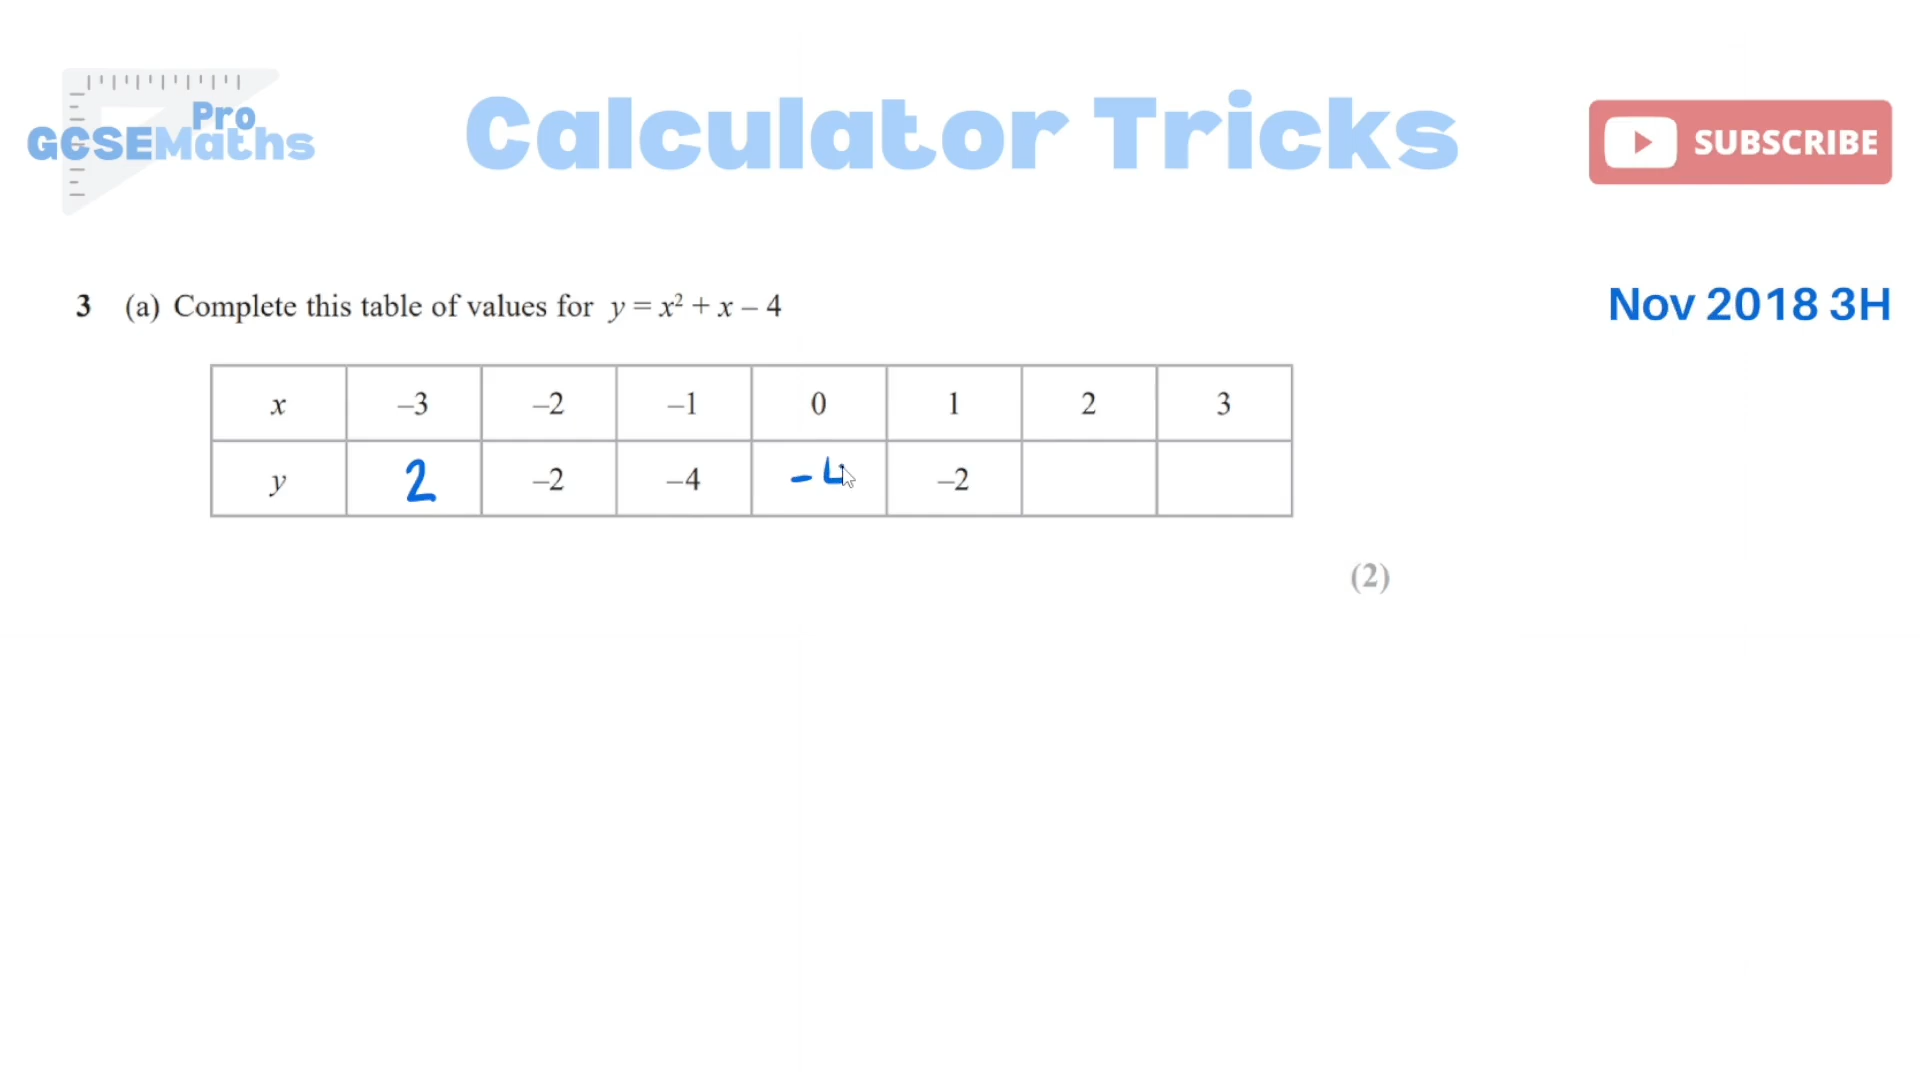 Pro
GCSEMaths
Calculator Tricks
SUBSCRIBE
3 (a) Complete this table of values for y = x² + x – 4
Nov 2018 3H
x –3 –2 –1 0 1 2 3
y 2 –2 –4 -4 –2
(2)